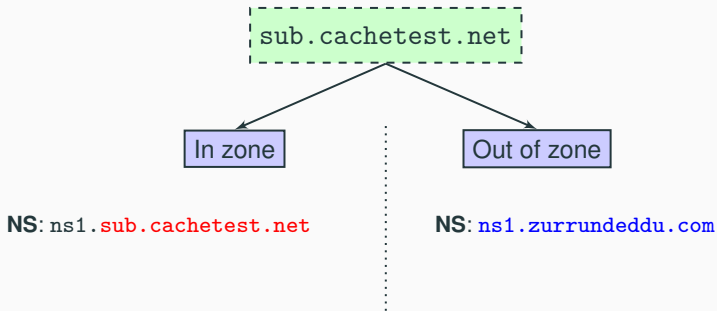 sub.cachetest.net
In zone
Out of zone
NS: ns1.sub.cachetest.net
NS: ns1.zurrundeddu.com